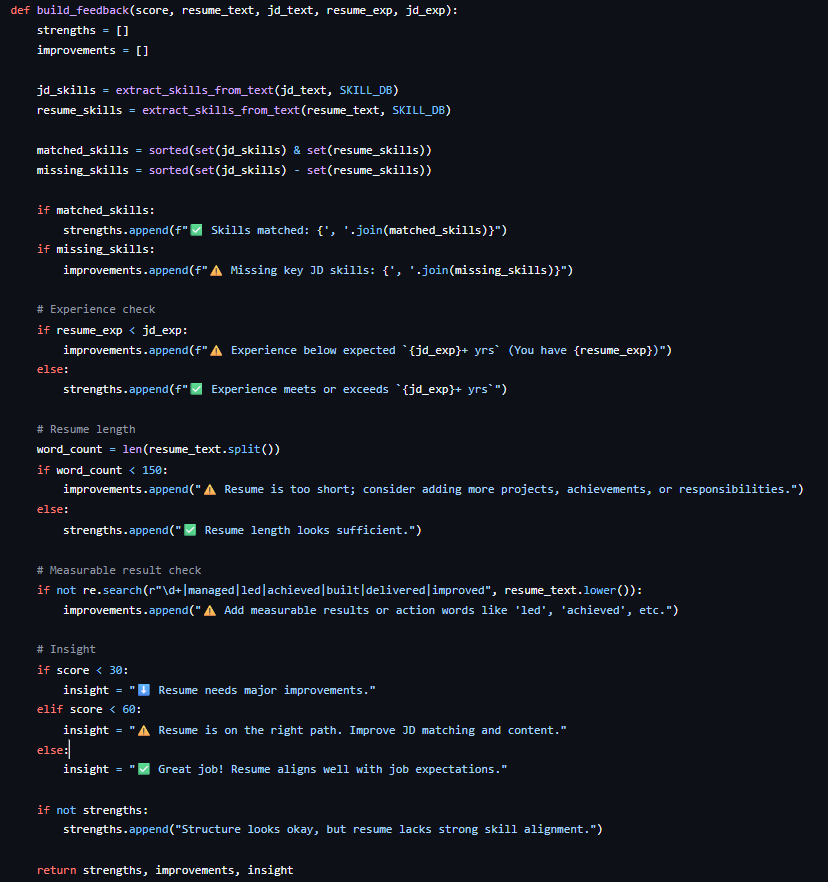 def build_feedback(score, resume_text, jd_text, resume_exp, jd_exp):
    strengths = []
    improvements = []

    jd_skills = extract_skills_from_text(jd_text, SKILL_DB)
    resume_skills = extract_skills_from_text(resume_text, SKILL_DB)

    matched_skills = sorted(set(jd_skills) & set(resume_skills))
    missing_skills = sorted(set(jd_skills) - set(resume_skills))

    if matched_skills:
        strengths.append(f"✅ Skills matched: {', '.join(matched_skills)}")
    if missing_skills:
        improvements.append(f"⚠️ Missing key JD skills: {', '.join(missing_skills)}")

    # Experience check
    if resume_exp < jd_exp:
        improvements.append(f"⚠️ Experience below expected `{jd_exp}+ yrs` (You have {resume_exp})")
    else:
        strengths.append(f"✅ Experience meets or exceeds `{jd_exp}+ yrs`")

    # Resume length
    word_count = len(resume_text.split())
    if word_count < 150:
        improvements.append("⚠️ Resume is too short; consider adding more projects, achievements, or responsibilities.")
    else:
        strengths.append("✅ Resume length looks sufficient.")

    # Measurable result check
    if not re.search(r"\d+|managed|led|achieved|built|delivered|improved", resume_text.lower()):
        improvements.append("⚠️ Add measurable results or action words like 'led', 'achieved', etc.")

    # Insight
    if score < 30:
        insight = "⬇️ Resume needs major improvements."
    elif score < 60:
        insight = "⚠️ Resume is on the right path. Improve JD matching and content."
    else:
        insight = "✅ Great job! Resume aligns well with job expectations."

    if not strengths:
        strengths.append("Structure looks okay, but resume lacks strong skill alignment.")

    return strengths, improvements, insight